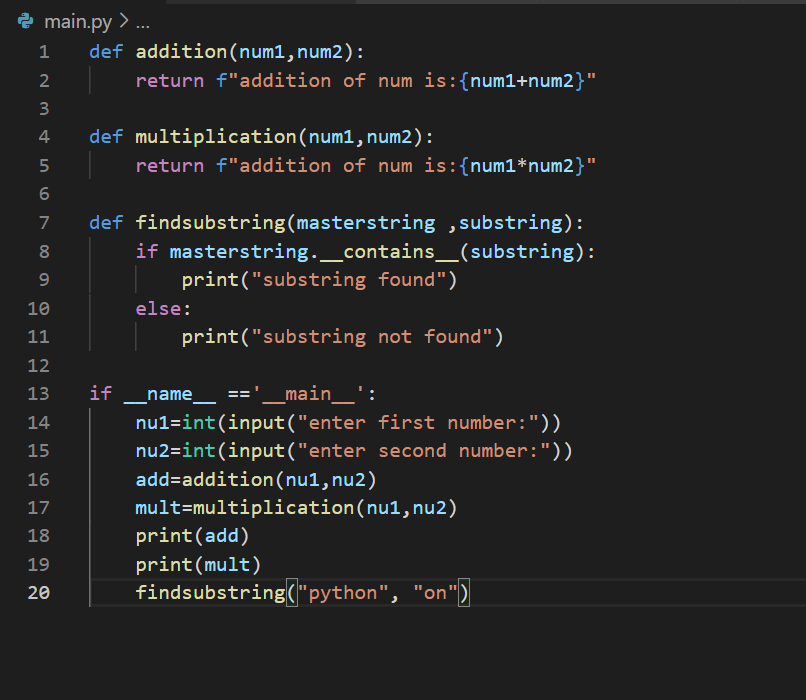 main.py > ...
1 def addition(num1,num2):
2     return f"addition of num is:{num1+num2}"
3
4 def multiplication(num1,num2):
5     return f"addition of num is:{num1*num2}"
6
7 def findsubstring(masterstring ,substring):
8     if masterstring.__contains__(substring):
9         print("substring found")
10     else:
11         print("substring not found")
12
13 if __name__ =='__main__':
14     nu1=int(input("enter first number:"))
15     nu2=int(input("enter second number:"))
16     add=addition(nu1,nu2)
17     mult=multiplication(nu1,nu2)
18     print(add)
19     print(mult)
20     findsubstring("python", "on")